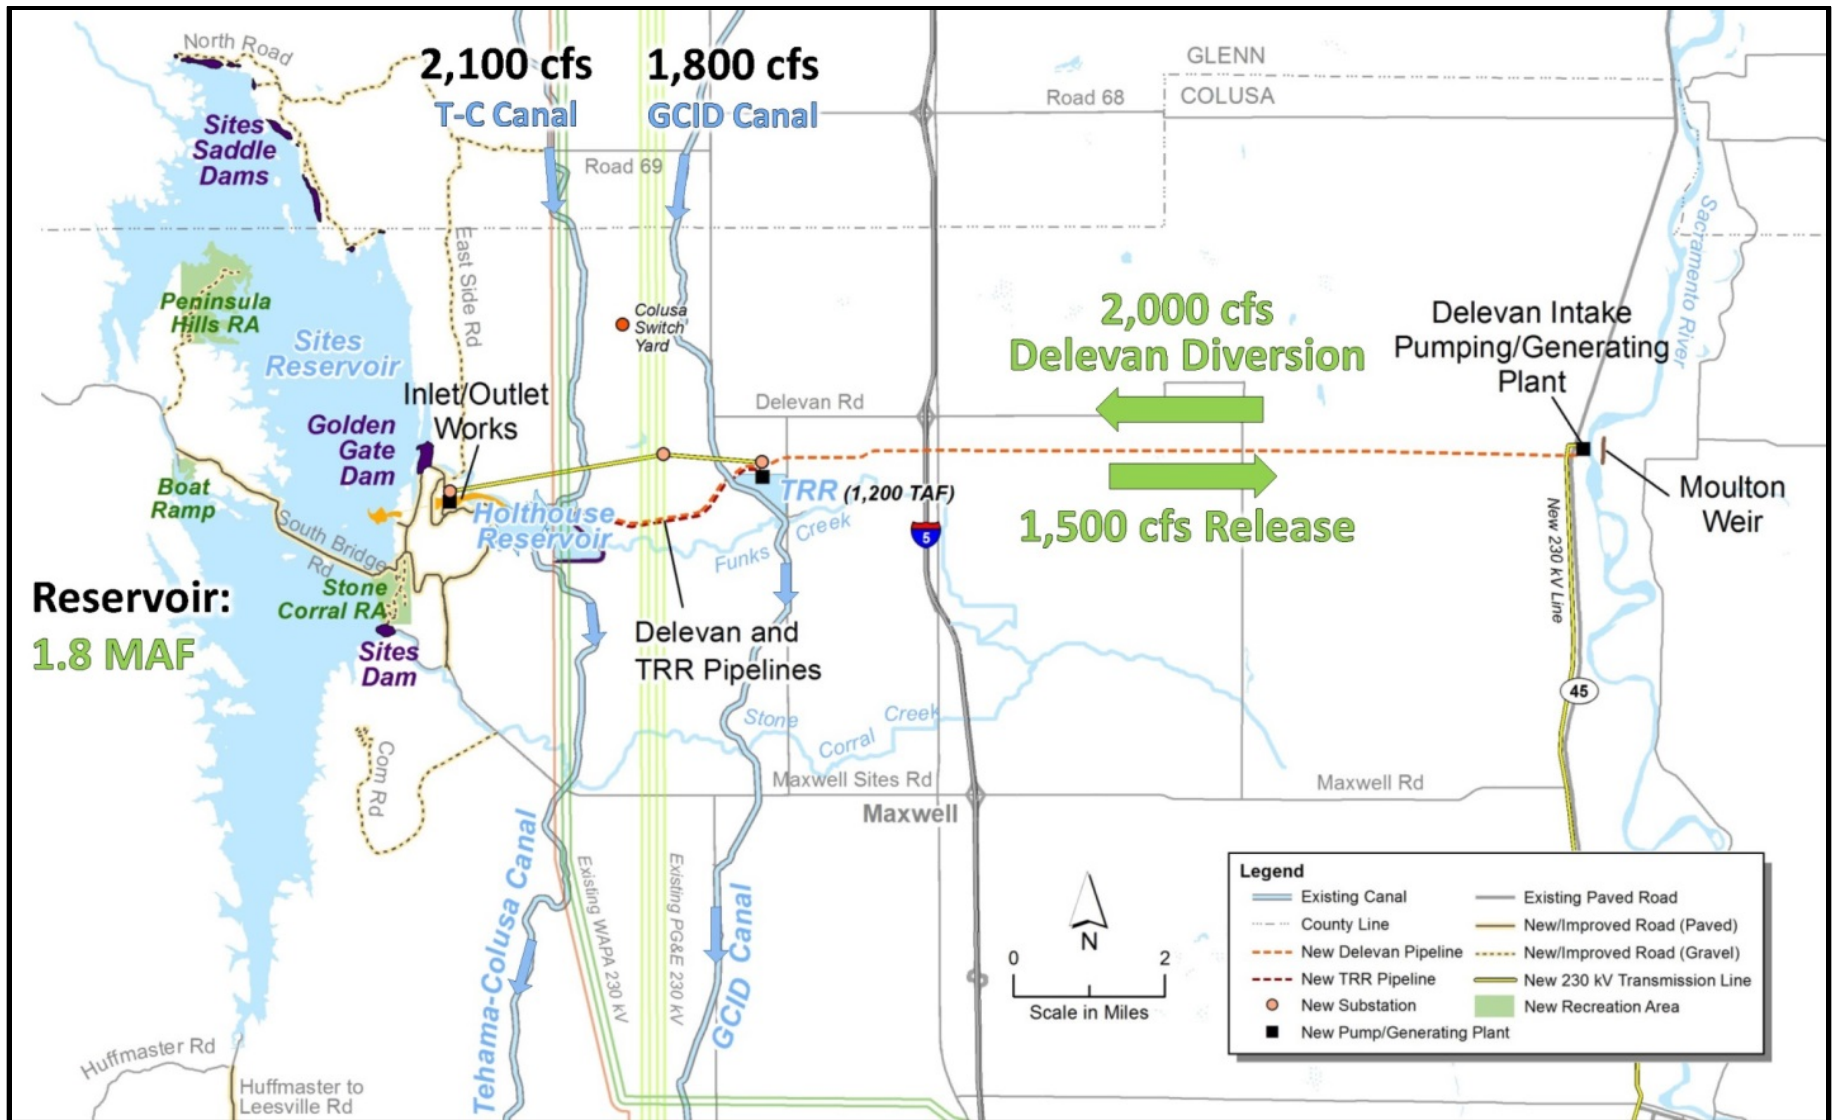 North Road
2,100 cfs
T-C Canal
1,800 cfs
GCID Canal
GLENN
COLUSA
Road 68
Road 69
Sites
Saddle
Dams
East Side Rd
Sacramento River
Peninsula
Hills RA
Sites
Reservoir
Colusa
Switch
Yard
2,000 cfs
Delevan Diversion
Delevan Intake
Pumping/Generating
Plant
Inlet/Outlet
Works
Golden
Gate
Dam
Delevan Rd
Boat
Ramp
TRR (1,200 TAF)
Moulton
Weir
Holthouse
Reservoir
South Bridge
Rd
Funks
Creek
5
1,500 cfs Release
New 230 kV Line
Reservoir:
1.8 MAF
Stone
Corral RA
Sites
Dam
Delevan and
TRR Pipelines
45
Stone
Corral
Creek
Com Rd
Maxwell Sites Rd
Maxwell Rd
Maxwell
Tehama-Colusa Canal
Existing WAPA 230 kV
Existing PG&E 230 kV
GCID Canal
N
0
2
Scale in Miles
Legend
Existing Canal
County Line
New Delevan Pipeline
New TRR Pipeline
New Substation
New Pump/Generating Plant
Existing Paved Road
New/Improved Road (Paved)
New/Improved Road (Gravel)
New 230 kV Transmission Line
New Recreation Area
Huffmaster Rd
Huffmaster to
Leesville Rd